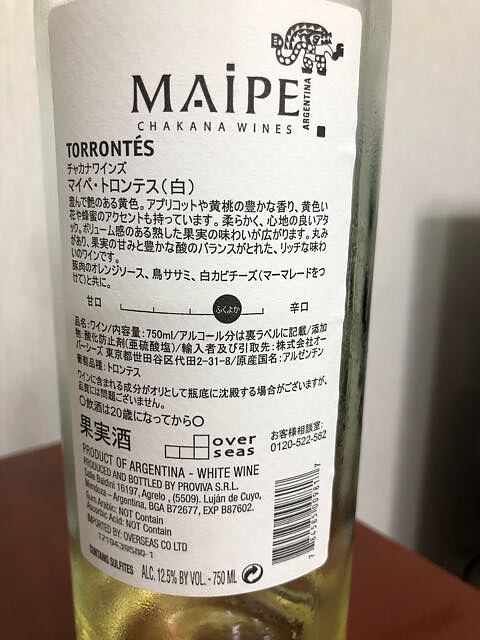 MAIPE
ARGENTINA
CHAKANA WINES
TORRONTÉS
チャカナワインズ
マイペ・トロンテス(白)
澄んで艶のある黄色。アプリコットや黄桃の豊かな香り、黄色い
花や蜂蜜のアクセントも持っています。柔らかく、心地の良いアタ
ック。ボリューム感のある熟した果実の味わいが広がります。丸み
があり、果実の甘みと豊かな酸のバランスがとれた、リッチな味わ
いのワインです。
豚肉のオレンジソース、鳥ササミ、白カビチーズ(マーマレードをつ
けて)と共に。
甘口 ふくよか 辛口
品名:ワイン/内容量:750ml/アルコール分は裏ラベルに記載/添加
物:酸化防止剤(亜硫酸塩)/輸入者及び引取先:株式会社オー
バーシーズ 東京都世田谷区代田2-31-8/原産国名:アルゼンチン
葡萄品種:トロンテス
ワインに含まれる成分がオリとして瓶底に沈殿する場合がございますが、
品質には問題ございません。
○飲酒は20歳になってから○
果実酒
over
seas
お客様相談室:
0120-522-582
PRODUCT OF ARGENTINA - WHITE WINE
PRODUCED AND BOTTLED BY PROVIVA S.R.L.
Calle Baldini 16197, Agrelo , (5509). Luján de Cuyo,
Mendoza – Argentina, BGA B72677, EXP B87602.
Gum Arabic: NOT Contain
Ascorbic Acid: NOT Contain
IMPORTED BY: OVERSEAS CO LTD
CONTAINS SULFITES
ALC. 12.5% BY VOL. - 750 ML